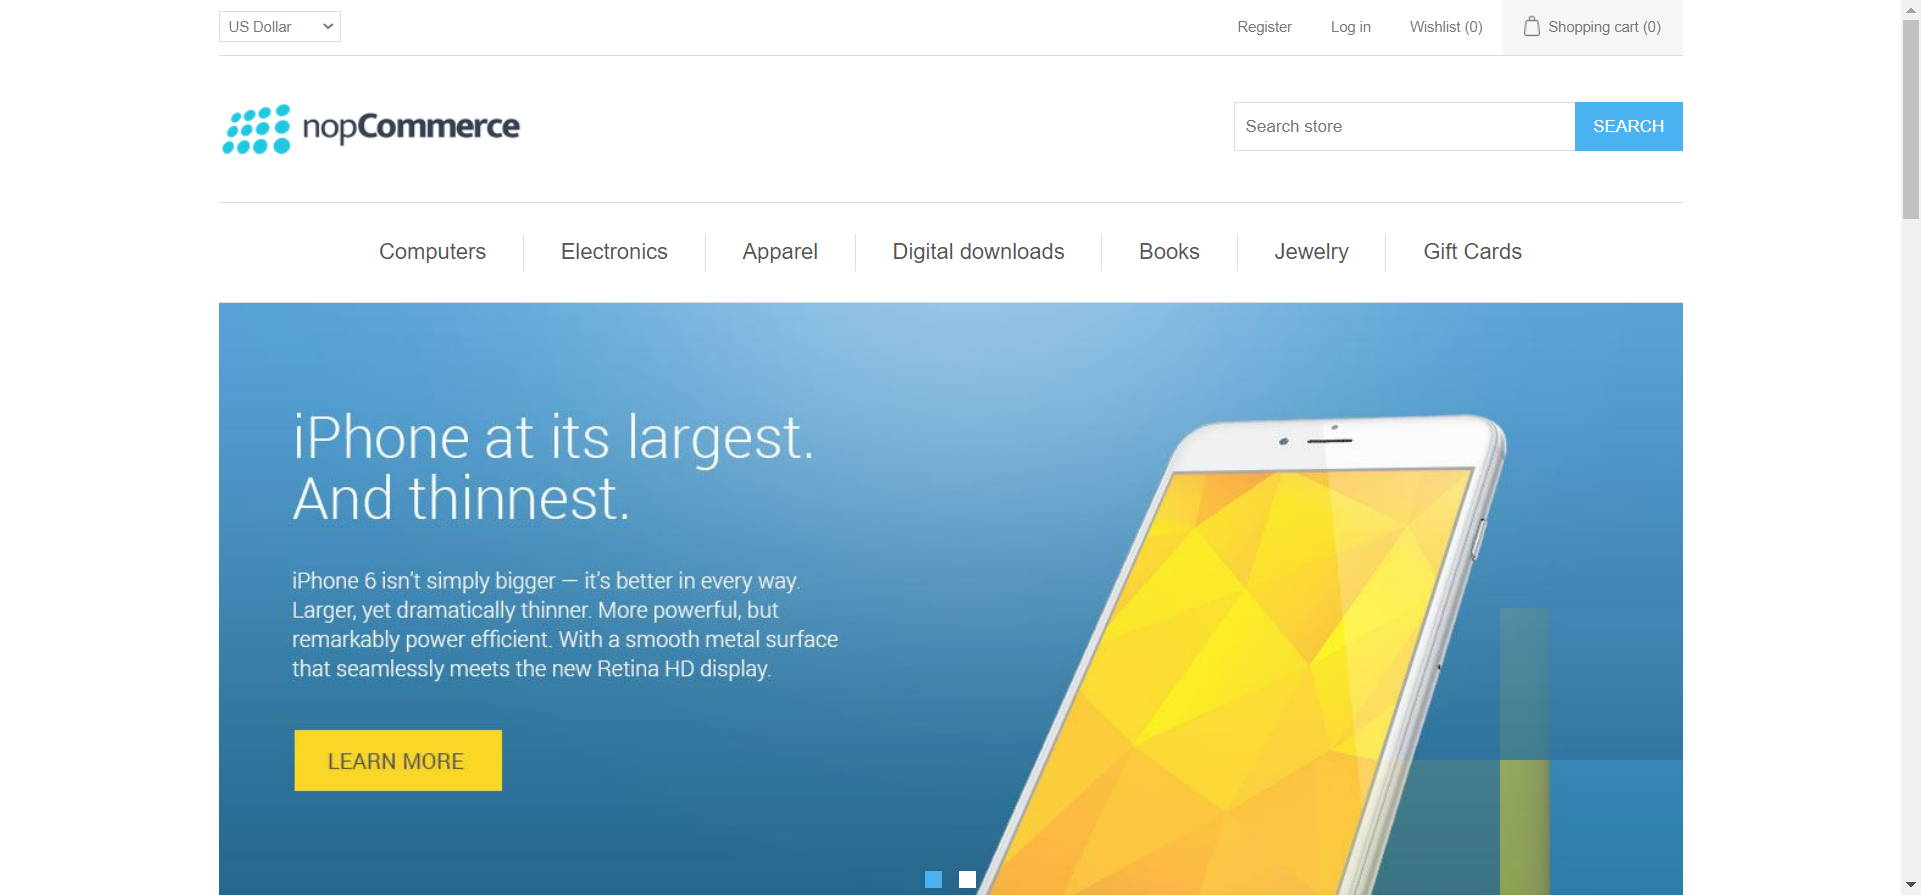 US Dollar
Register
Log in
Wishlist (0)
Shopping cart (0)
nopCommerce
Search store
SEARCH
Computers
Electronics
Apparel
Digital downloads
Books
Jewelry
Gift Cards
iPhone at its largest.
And thinnest.
iPhone 6 isn't simply bigger — it's better in every way.
Larger, yet dramatically thinner. More powerful, but
remarkably power efficient. With a smooth metal surface
that seamlessly meets the new Retina HD display.
LEARN MORE